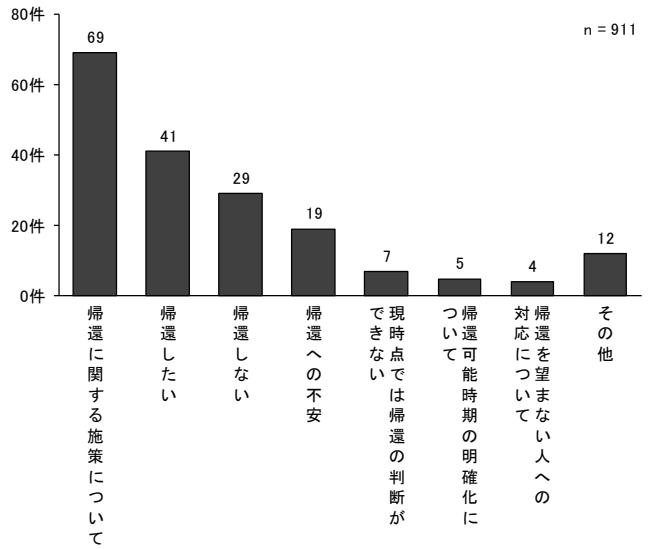 80件
60件
40件
20件
0件
n = 911
69
41
29
19
7
5
4
12
帰還に関する施策について
帰還したい
帰還しない
帰還への不安
現時点では帰還の判断が
できない
帰還可能時期の明確化に
ついて
帰還を望まない人への
対応について
その他